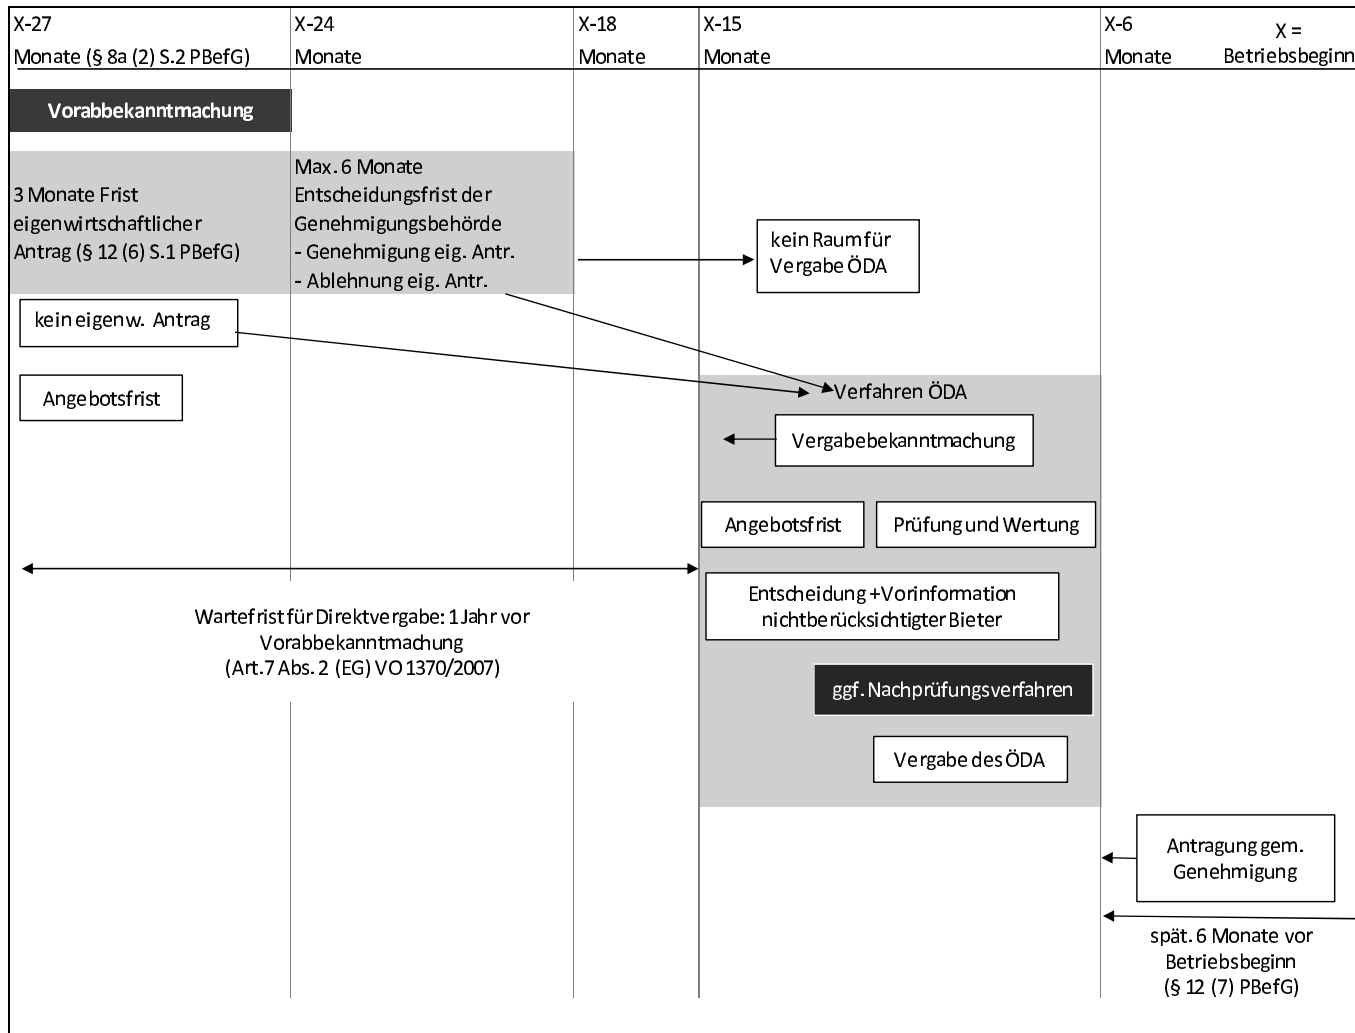 X-27
Monate (§ 8a (2) S.2 PBefG)
X-24
Monate
X-18
Monate
X-15
Monate
X-6
Monate
X =
Betriebsbeginn
Vorabbekanntmachung
3 Monate Frist
eigenwirtschaftlicher
Antrag (§ 12 (6) S.1 PBefG)
Max. 6 Monate
Entscheidungsfrist der
Genehmigungsbehörde
- Genehmigung eig. Antr.
- Ablehnung eig. Antr.
kein Raum für
Vergabe ÖDA
kein eigenw. Antrag
Angebotsfrist
Verfahren ÖDA
Vergabebekanntmachung
Angebotsfrist
Prüfung und Wertung
Entscheidung +Vorinformation
nichtberücksichtigter Bieter
Wartefrist für Direktvergabe: 1 Jahr vor
Vorabbekanntmachung
(Art.7 Abs. 2 (EG) VO 1370/2007)
ggf. Nachprüfungsverfahren
Vergabe des ÖDA
Antragung gem.
Genehmigung
spät. 6 Monate vor
Betriebsbeginn
(§ 12 (7) PBefG)